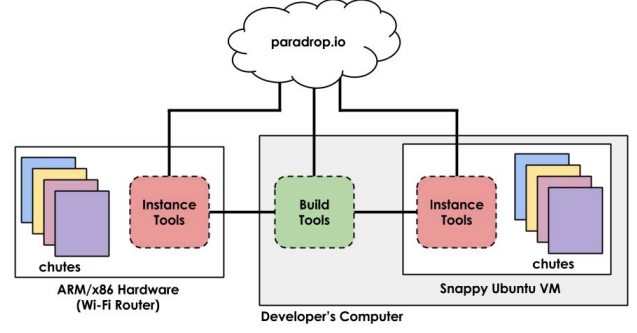 paradrop.io
Instance
Tools
chutes
ARM/x86 Hardware
(Wi-Fi Router)
Build
Tools
Instance
Tools
chutes
Snappy Ubuntu VM
Developer's Computer